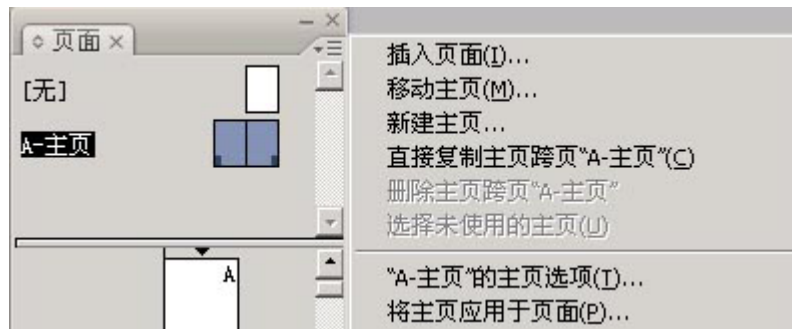 页面
[无]
A-主页
A
插入页面(I)...
移动主页(M)...
新建主页...
直接复制主页跨页"A-主页"(C)
删除主页跨页"A-主页"
选择未使用的主页(U)
"A-主页"的主页选项(T)...
将主页应用于页面(P)...